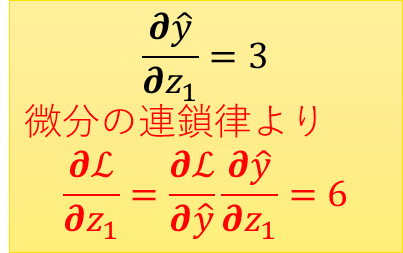 ∂ŷ/∂z₁ = 3
微分の連鎖律より
∂ℒ/∂z₁ = ∂ℒ/∂ŷ ∂ŷ/∂z₁ = 6